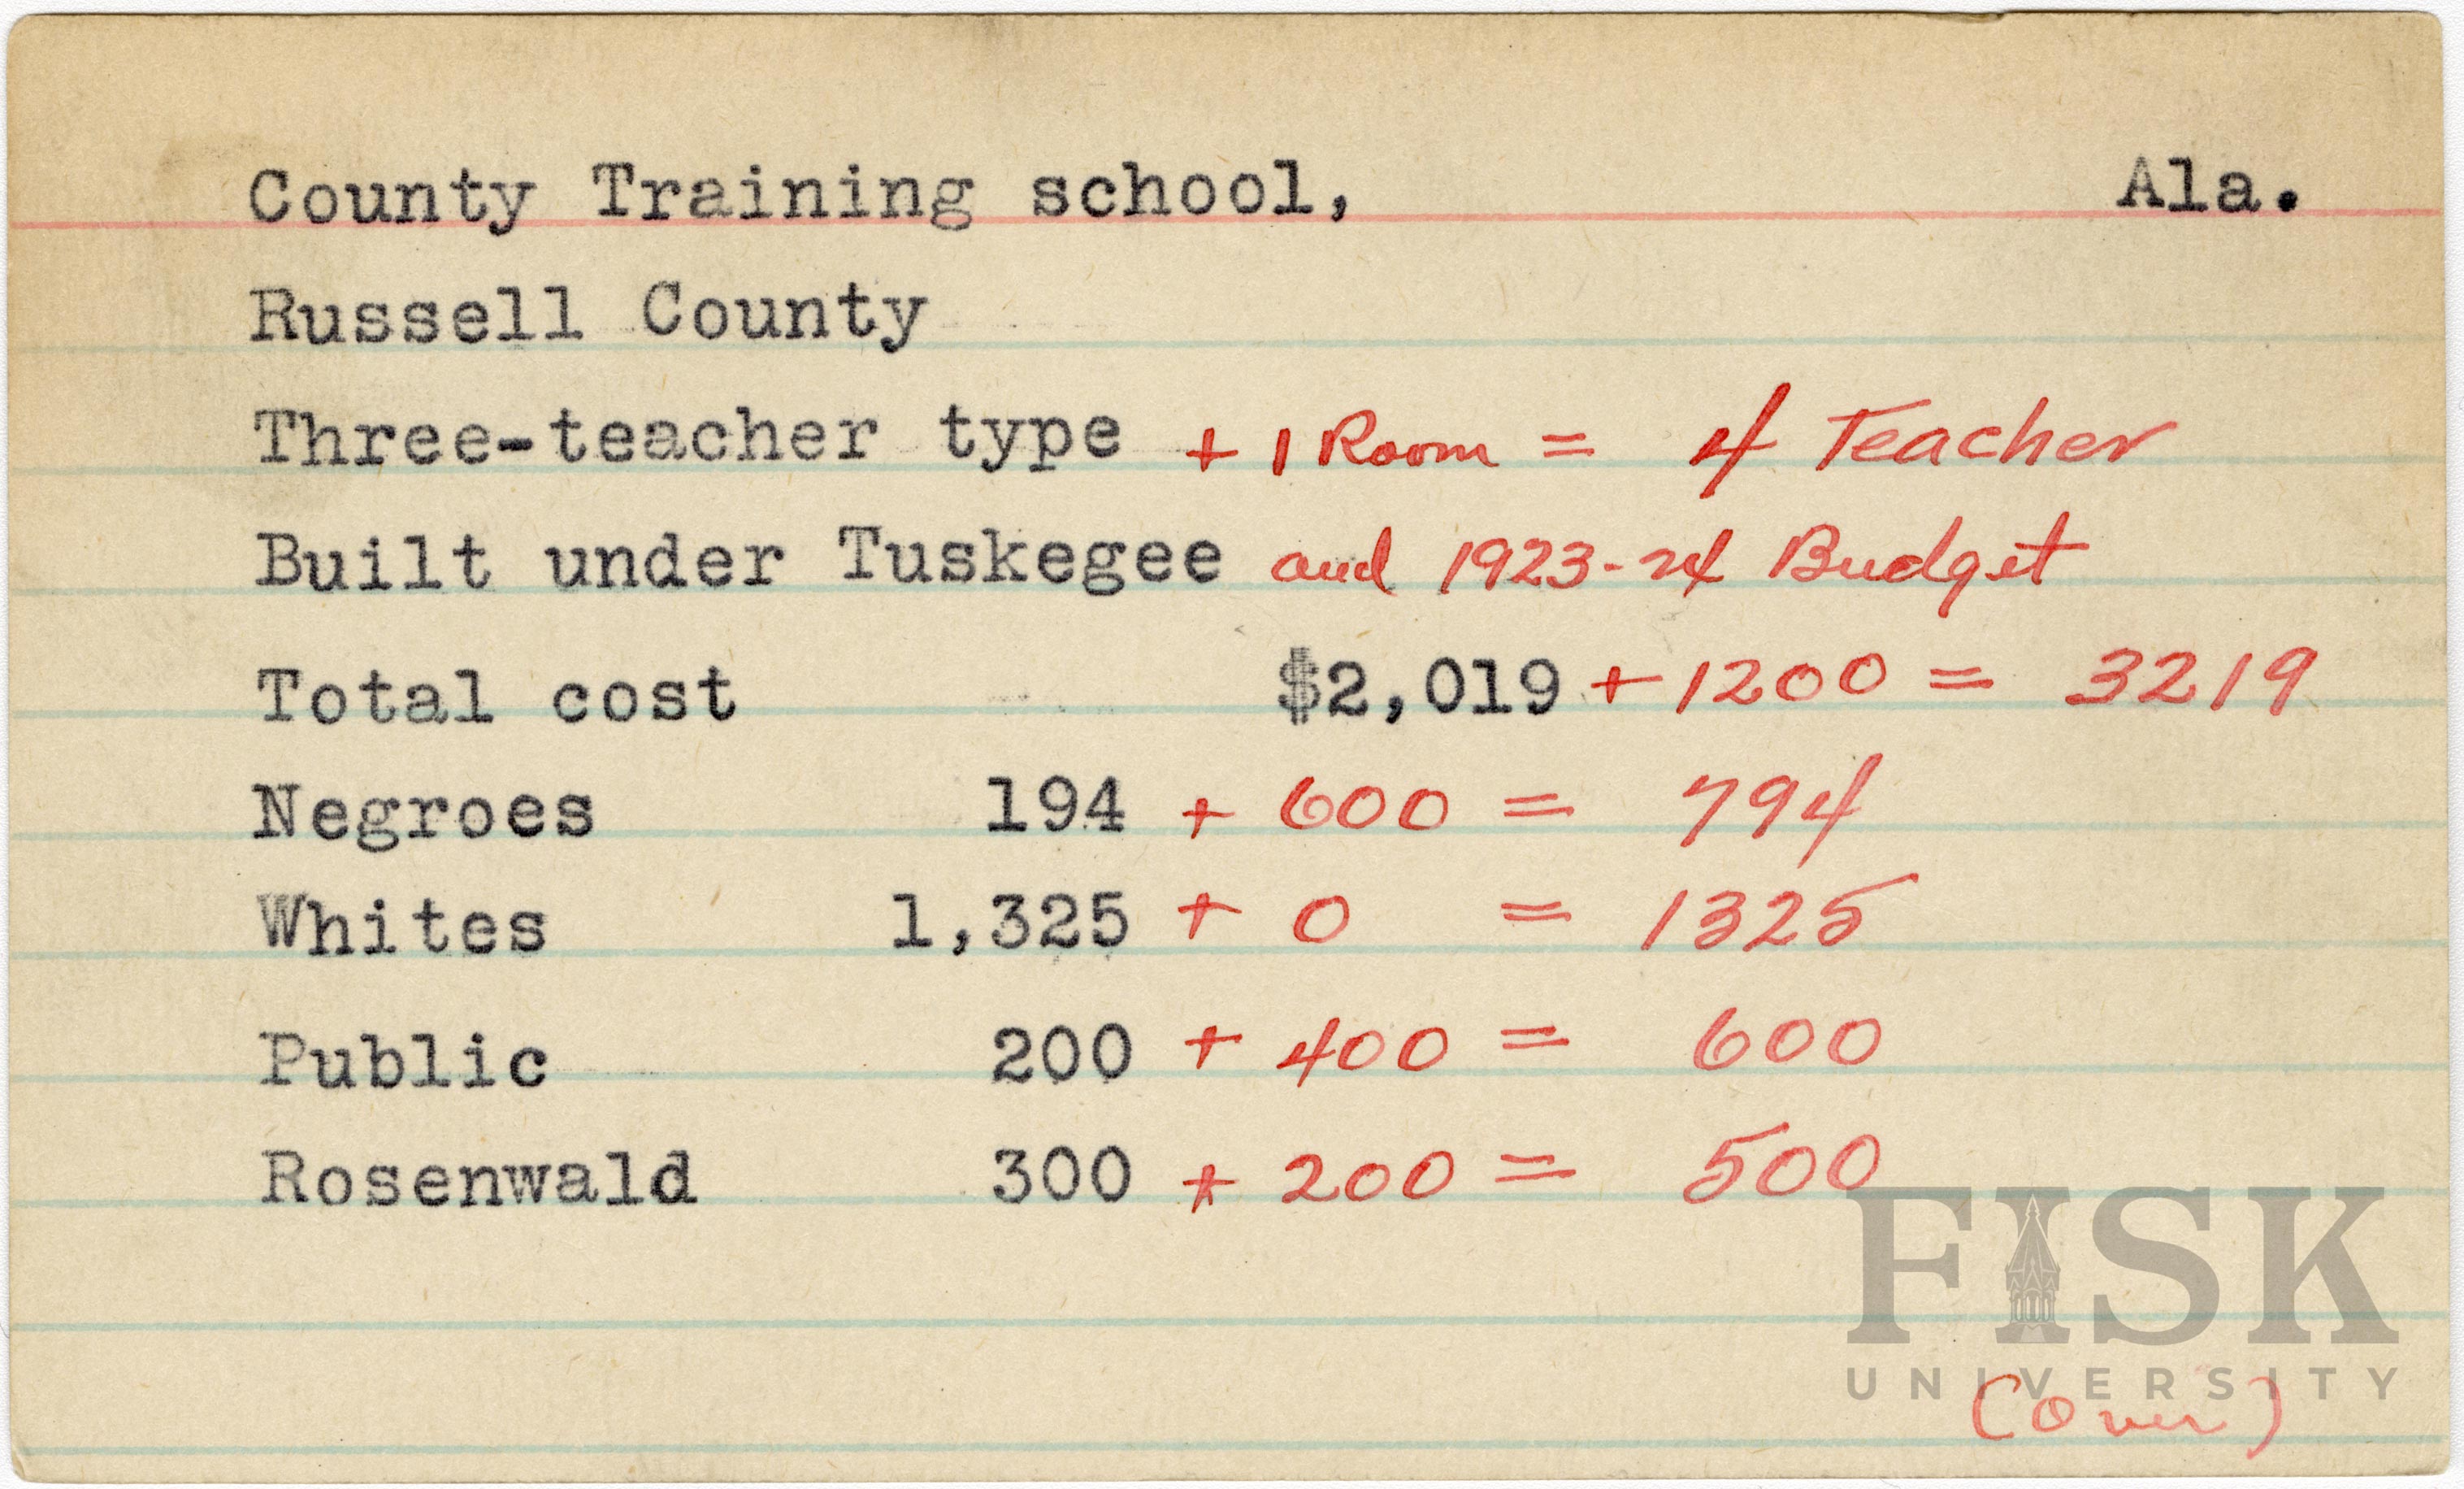 County Training school, Ala.
Russell County
Three-teacher type + 1 Room = 4 Teacher
Built under Tuskegee and 1923-24 Budget
Total cost $2,019 + 1200 = 3219
Negroes 194 + 600 = 794
Whites 1,325 + 0 = 1325
Public 200 + 400 = 600
Rosenwald 300 + 200 = 500
FISK
UNIVERSITY
(Over)